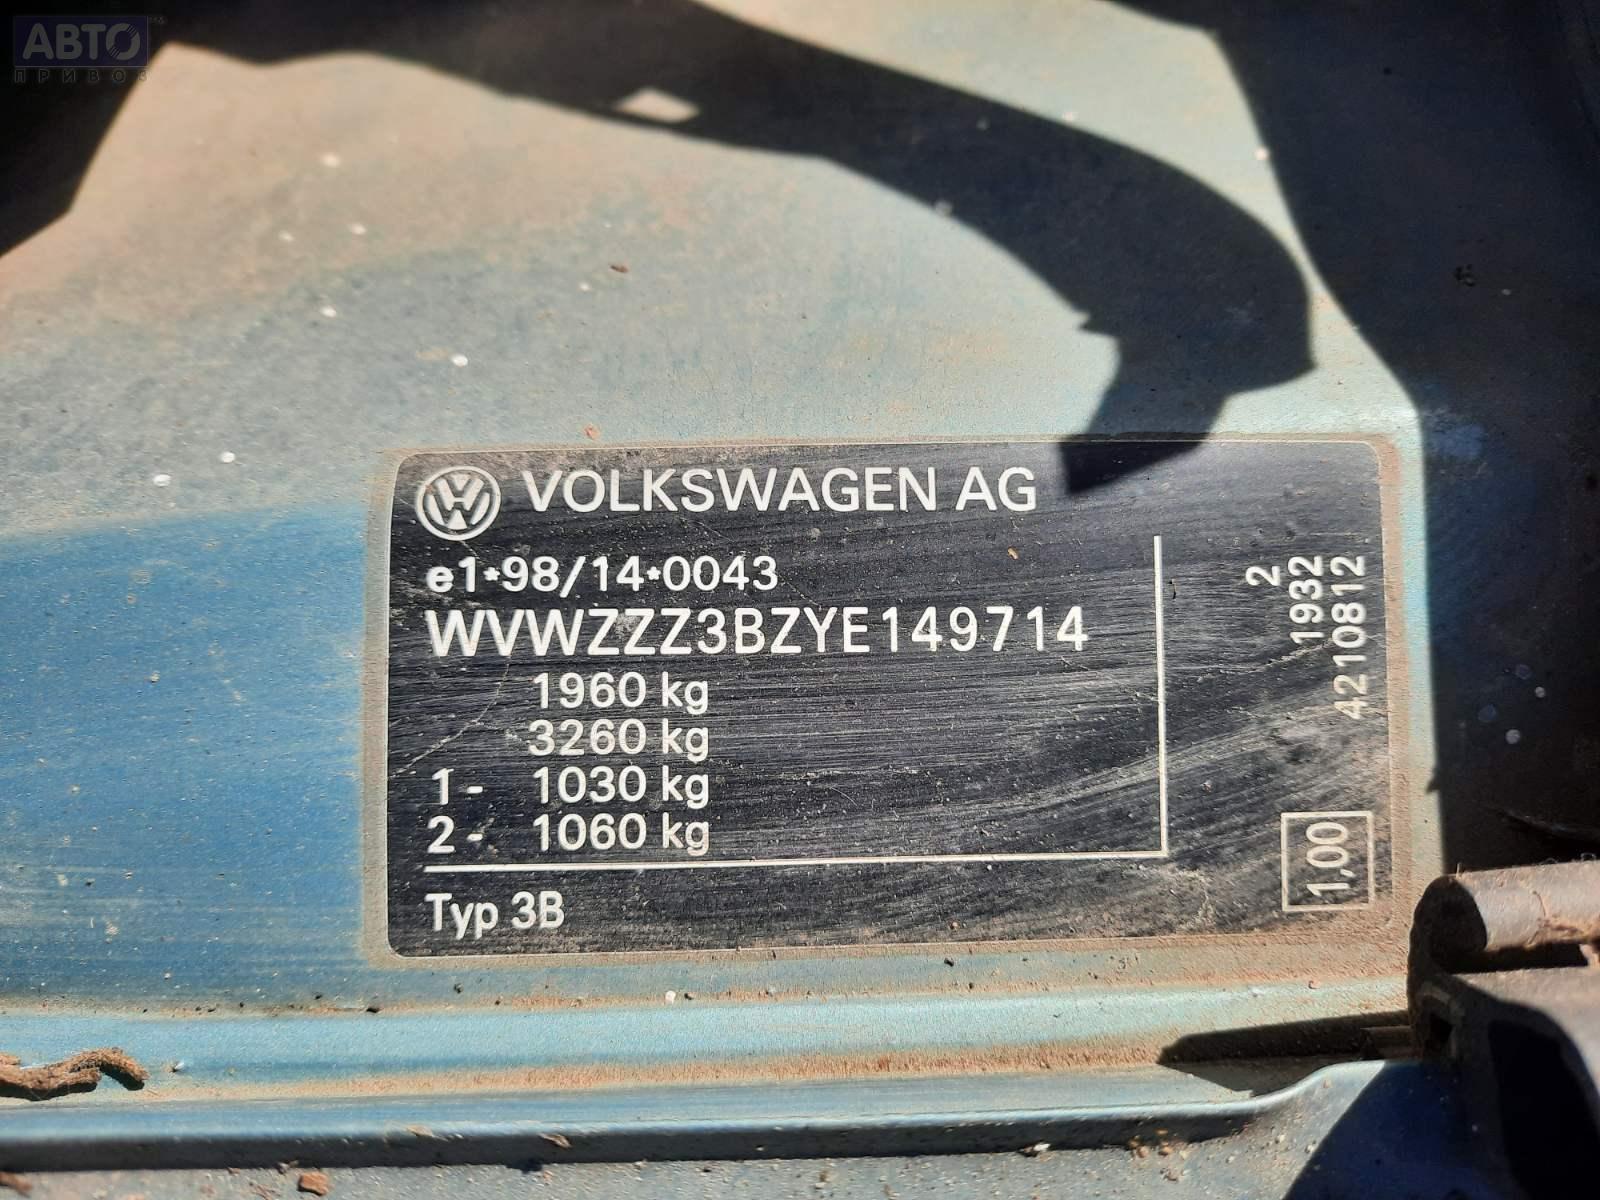 АВТО
ПРИВОЗ
VOLKSWAGEN AG
e1*98/14*0043
WVWZZZ3BZYE149714
1960 kg
3260 kg
1- 1030 kg
2- 1060 kg
Typ 3B
2
1932
4210812
1,00